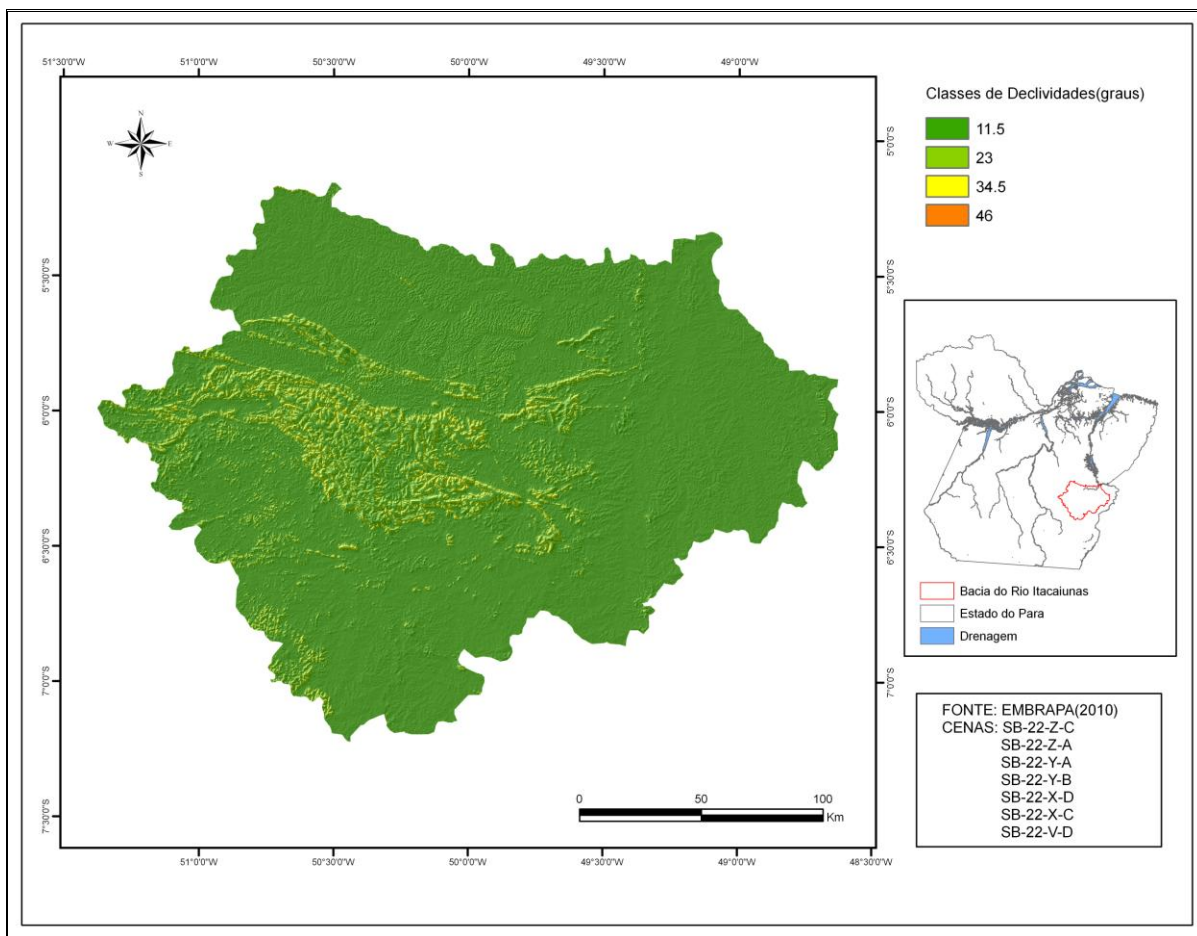 51°30'0"W
51°0'0"W
50°30'0"W
50°0'0"W
49°30'0"W
49°0'0"W
N
W
E
S
5°0'0"S
5°30'0"S
5°30'0"S
6°0'0"S
6°0'0"S
6°30'0"S
6°30'0"S
7°0'0"S
7°0'0"S
7°30'0"S
0
50
100
Km
51°0'0"W
50°30'0"W
50°0'0"W
49°30'0"W
49°0'0"W
48°30'0"W
Classes de Declividades(graus)
11.5
23
34.5
46
Bacia do Rio Itacaiunas
Estado do Para
Drenagem
FONTE: EMBRAPA(2010)
CENAS: SB-22-Z-C
SB-22-Z-A
SB-22-Y-A
SB-22-Y-B
SB-22-X-D
SB-22-X-C
SB-22-V-D